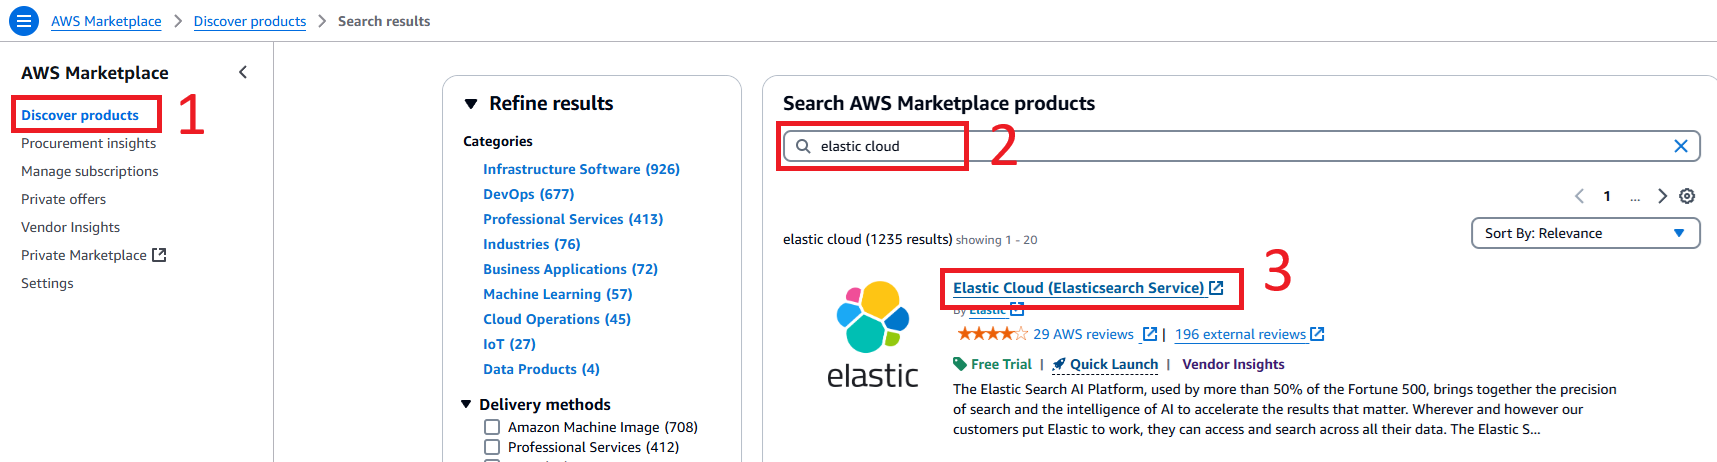 AWS Marketplace > Discover products > Search results
AWS Marketplace
Discover products
1
Procurement insights
Manage subscriptions
Private offers
Vendor Insights
Private Marketplace
Settings
Refine results
Categories
Infrastructure Software (926)
DevOps (677)
Professional Services (413)
Industries (76)
Business Applications (72)
Machine Learning (57)
Cloud Operations (45)
IoT (27)
Data Products (4)
Delivery methods
Amazon Machine Image (708)
Professional Services (412)
Search AWS Marketplace products
elastic cloud
2
1 ...
elastic cloud (1235 results) showing 1 - 20
Sort By: Relevance
elastic
Elastic Cloud (Elasticsearch Service)
3
By Elastic
29 AWS reviews | 196 external reviews
Free Trial | Quick Launch | Vendor Insights
The Elastic Search AI Platform, used by more than 50% of the Fortune 500, brings together the precision
of search and the intelligence of AI to accelerate the results that matter. Wherever and however our
customers put Elastic to work, they can access and search across all their data. The Elastic S...